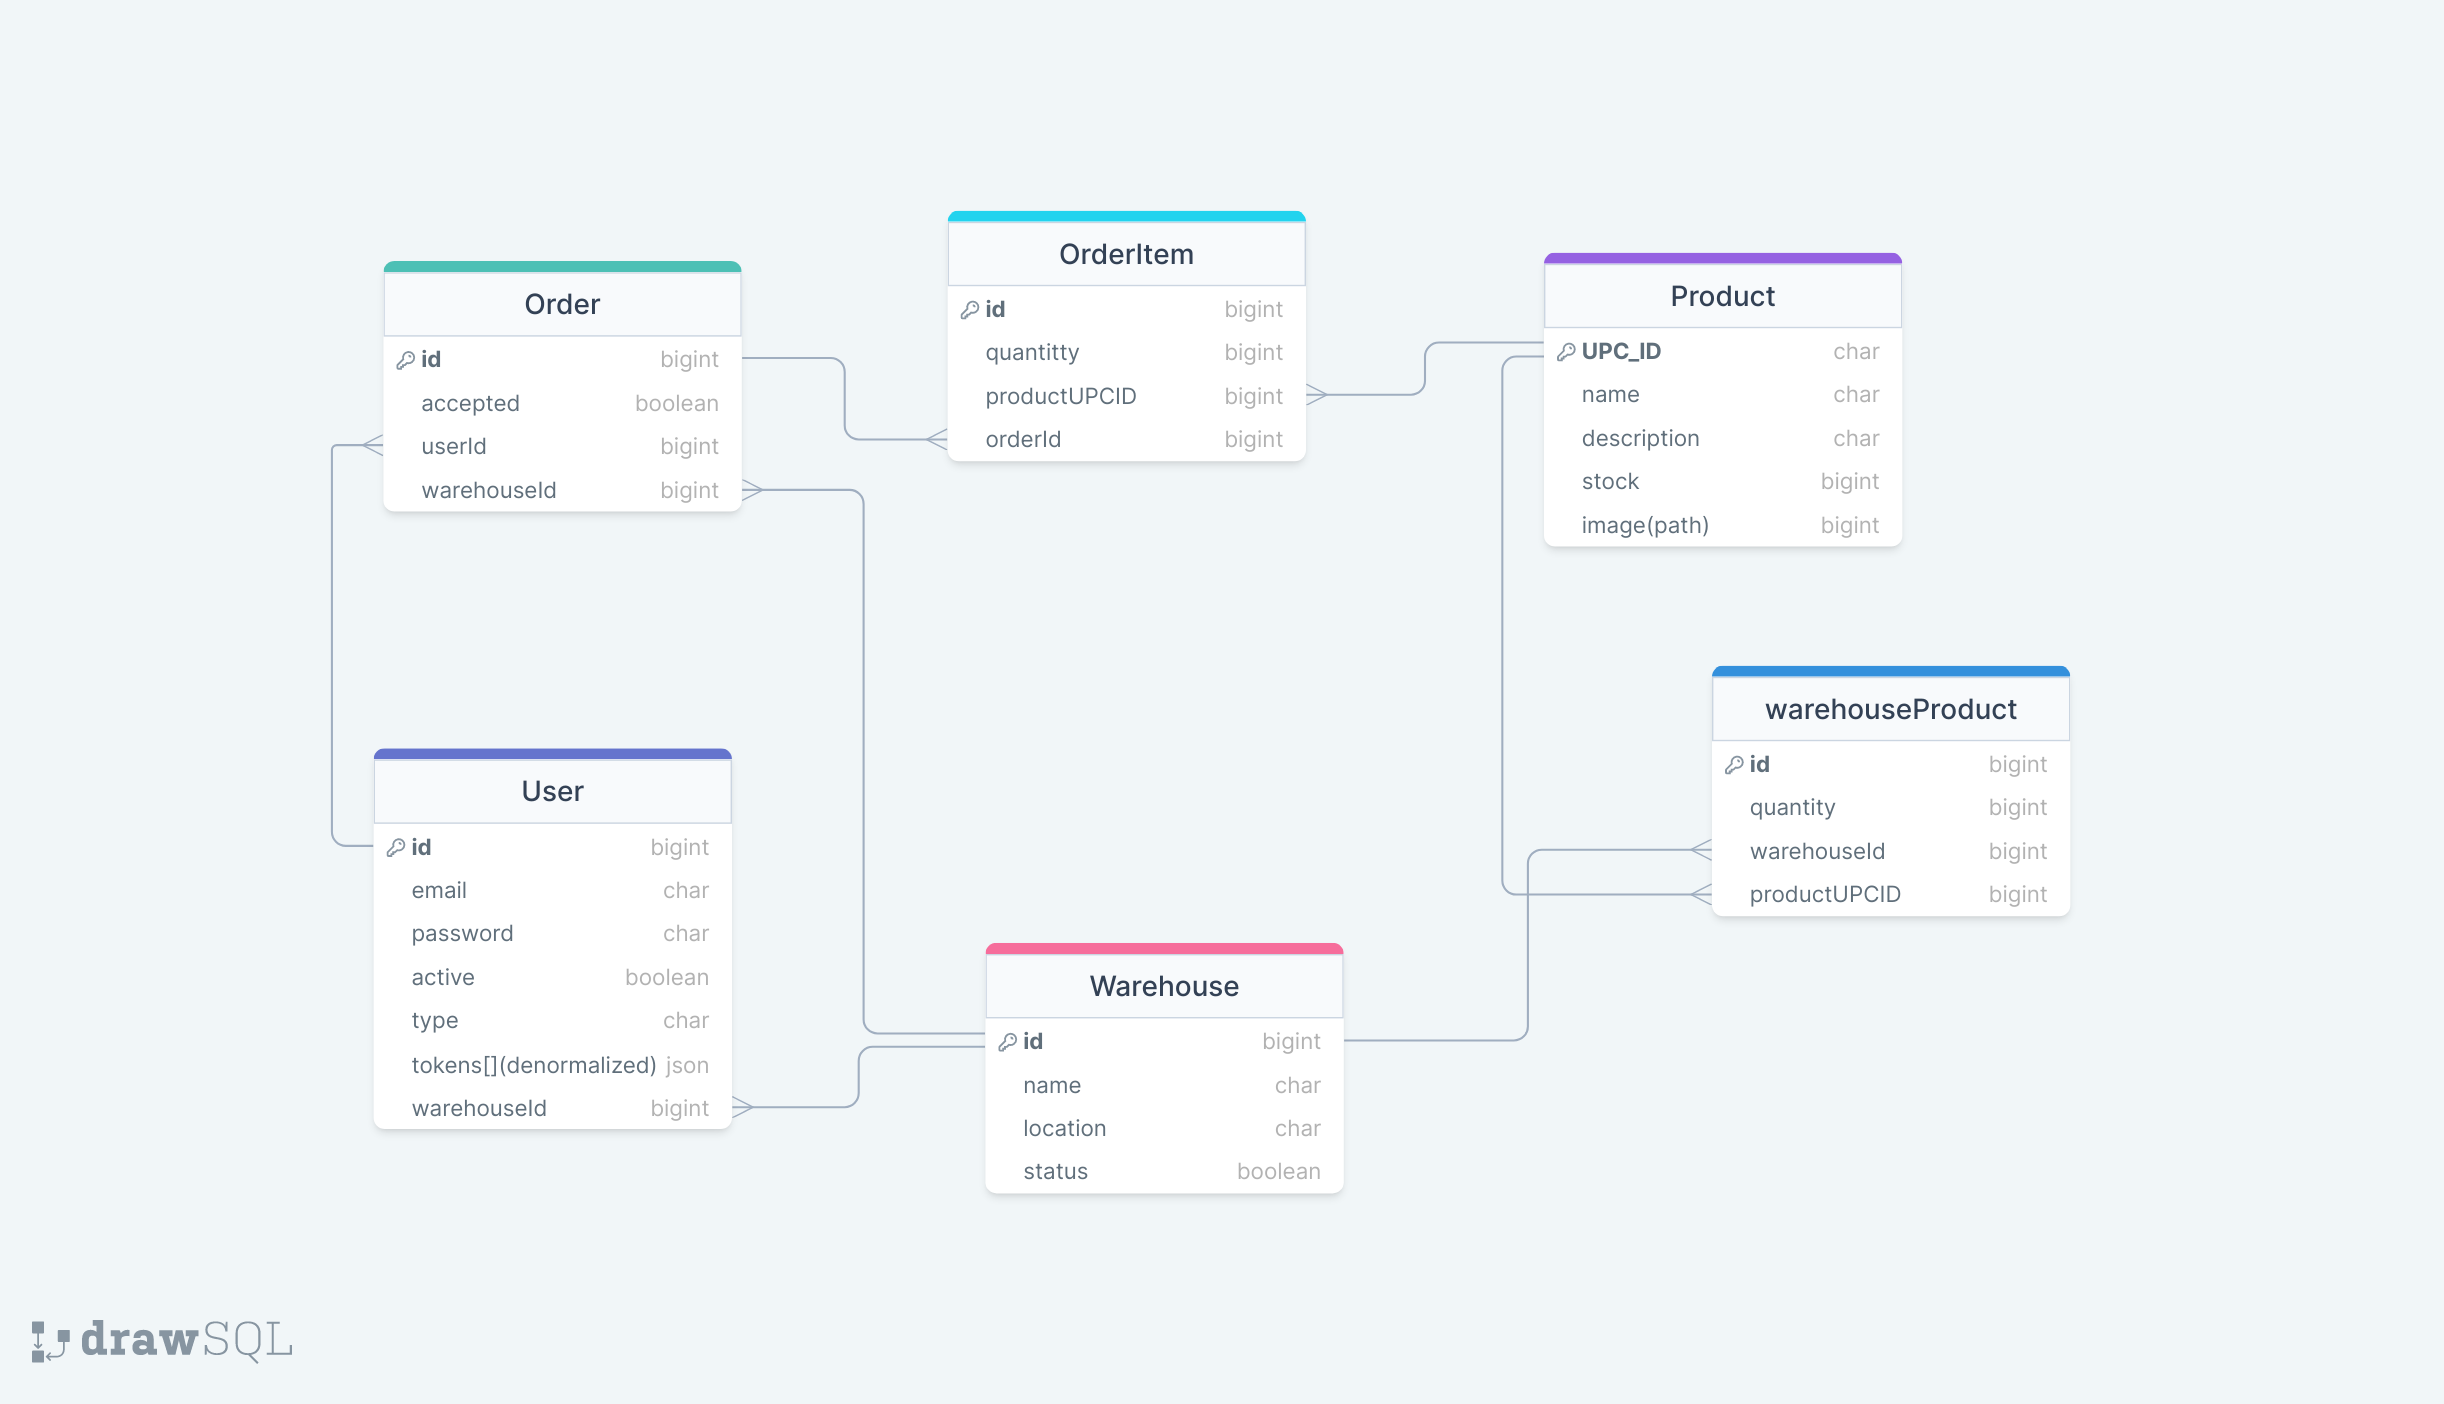 Order
id bigint
accepted boolean
userId bigint
warehouseId bigint
OrderItem
id bigint
quantitty bigint
productUPCID bigint
orderId bigint
Product
UPC_ID char
name char
description char
stock bigint
image(path) bigint
User
id bigint
email char
password char
active boolean
type char
tokens[](denormalized) json
warehouseId bigint
Warehouse
id bigint
name char
location char
status boolean
warehouseProduct
id bigint
quantity bigint
warehouseId bigint
productUPCID bigint
drawSQL